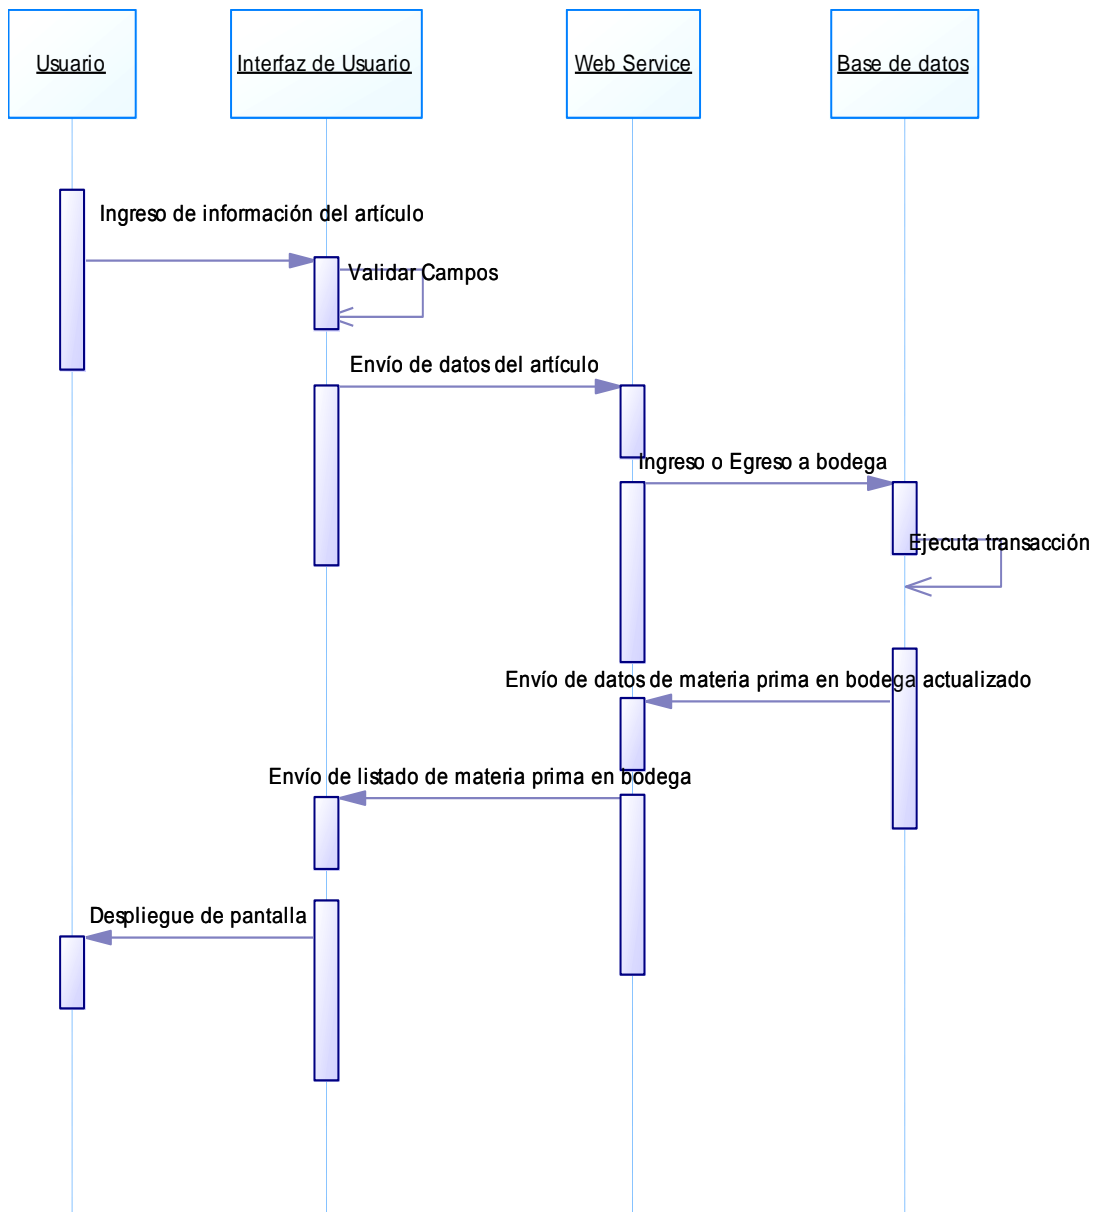 Usuario
Interfaz de Usuario
Web Service
Base de datos
Ingreso de información del artículo
Validar Campos
Envío de datos del artículo
Ingreso o Egreso a bodega
Ejecuta transacción
Envío de datos de materia prima en bodega actualizado
Envío de listado de materia prima en bodega
Despliegue de pantalla